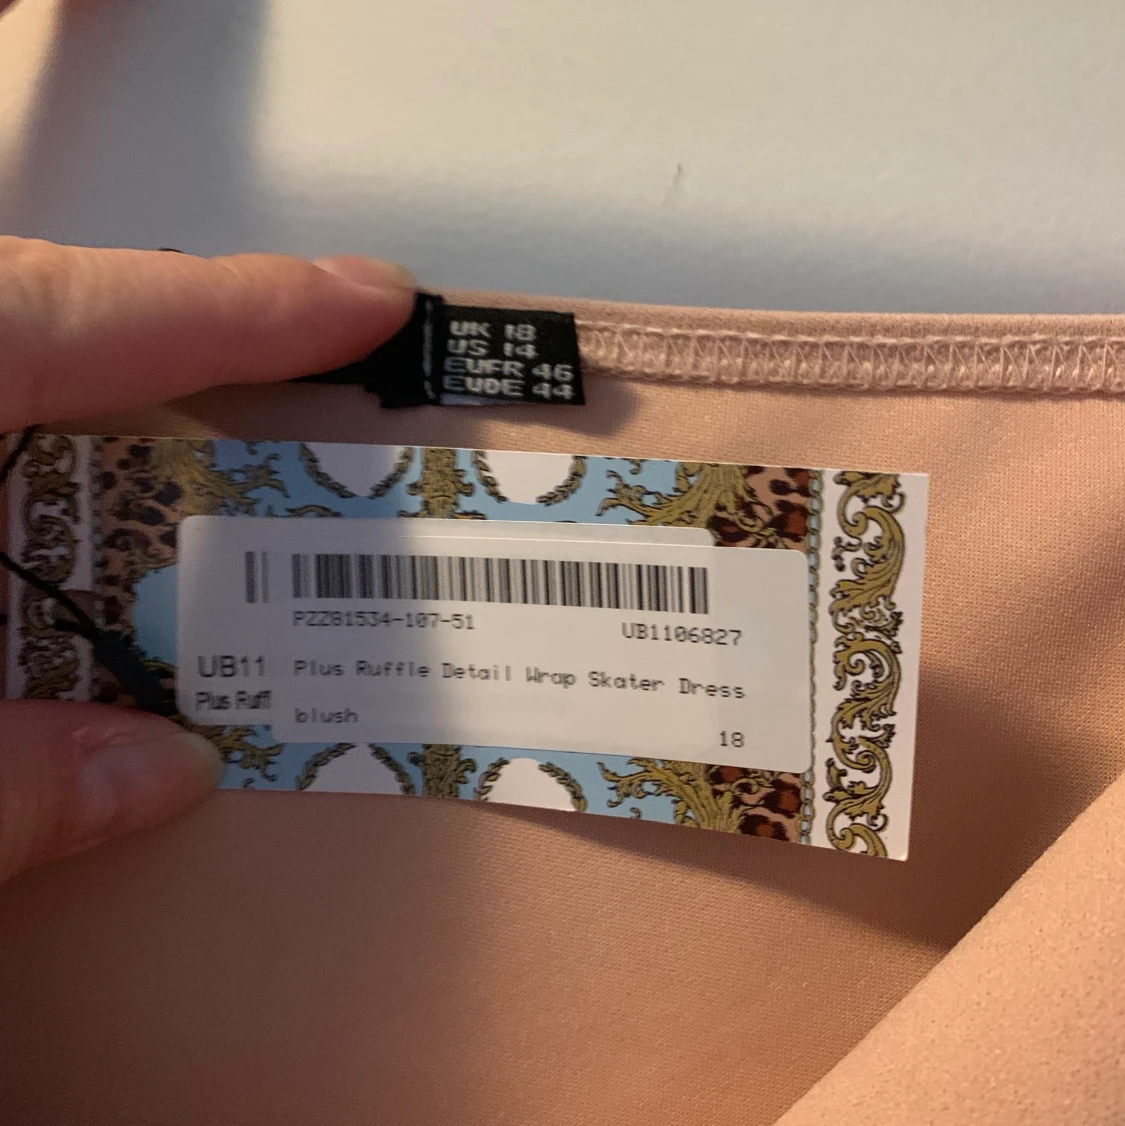 UK 18
US 14
EUFR 46
EUDE 44
PZZ81534-107-51
UB1106827
UB11
Plus Ruffle Detail Wrap Skater Dress
Plus Ruff
blush
18